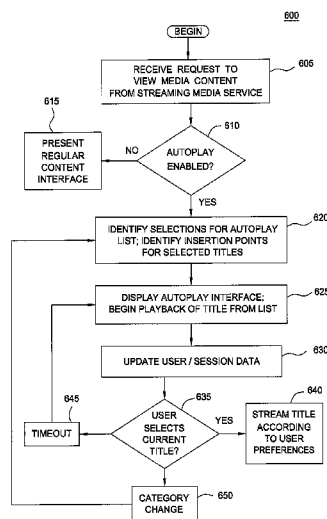 600
BEGIN
RECEIVE REQUEST TO
VIEW MEDIA CONTENT
FROM STREAMING MEDIA SERVICE
605
615
610
PRESENT
REGULAR
CONTENT
INTERFACE
NO
AUTOPLAY
ENABLED?
YES
620
IDENTIFY SELECTIONS FOR AUTOPLAY
LIST; IDENTIFY INSERTION POINTS
FOR SELECTED TITLES
625
DISPLAY AUTOPLAY INTERFACE;
BEGIN PLAYBACK OF TITLE FROM LIST
630
UPDATE USER / SESSION DATA
645
635
640
TIMEOUT
USER
SELECTS
CURRENT
TITLE?
YES
STREAM TITLE
ACCORDING
TO USER
PREFERENCES
CATEGORY
CHANGE
650